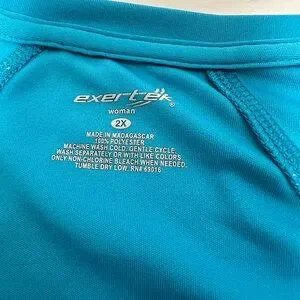 exertek
woman
2X
MADE IN MADAGASCAR
100% POLYESTER
MACHINE WASH COLD. GENTLE CYCLE.
WASH SEPARATELY OR WITH LIKE COLORS.
ONLY NON-CHLORINE BLEACH WHEN NEEDED.
TUMBLE DRY LOW. RN# 69016